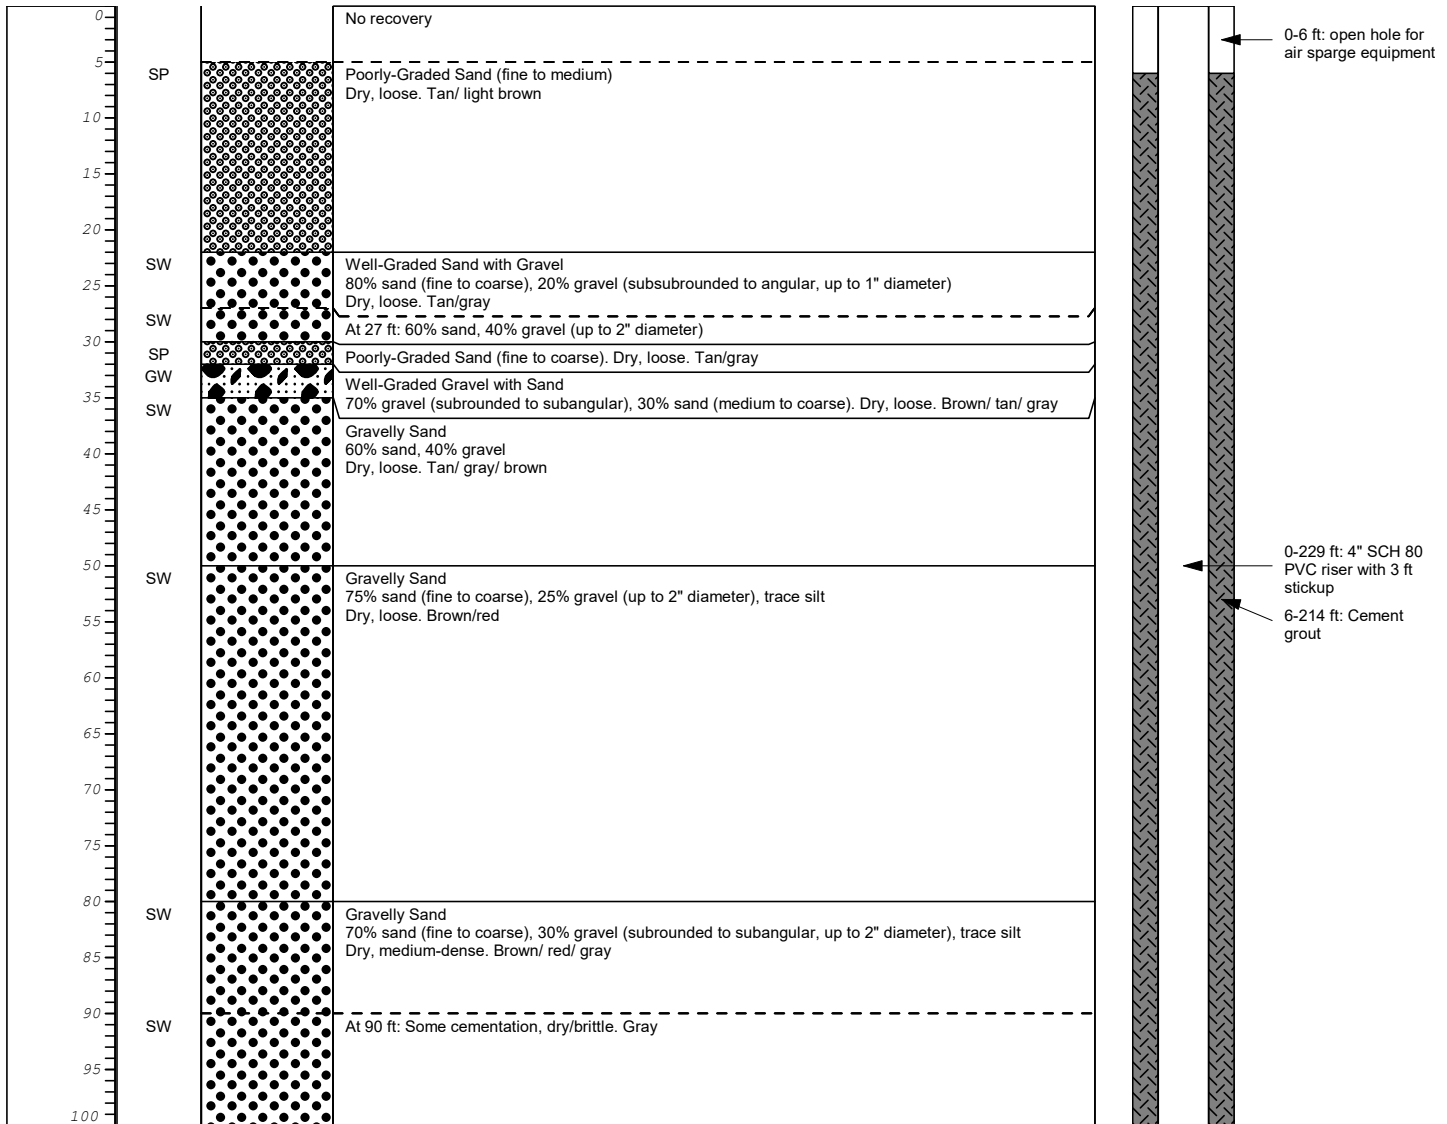 0
No recovery
0-6 ft: open hole for
air sparge equipment
5
SP
Poorly-Graded Sand (fine to medium)
Dry, loose. Tan/ light brown
10
15
20
SW
Well-Graded Sand with Gravel
80% sand (fine to coarse), 20% gravel (subsubrounded to angular, up to 1" diameter)
Dry, loose. Tan/gray
25
SW
At 27 ft: 60% sand, 40% gravel (up to 2" diameter)
30
SP
Poorly-Graded Sand (fine to coarse). Dry, loose. Tan/gray
GW
Well-Graded Gravel with Sand
70% gravel (subrounded to subangular), 30% sand (medium to coarse). Dry, loose. Brown/ tan/ gray
35
SW
Gravelly Sand
60% sand, 40% gravel
Dry, loose. Tan/ gray/ brown
40
45
50
0-229 ft: 4" SCH 80
PVC riser with 3 ft
stickup
SW
Gravelly Sand
75% sand (fine to coarse), 25% gravel (up to 2" diameter), trace silt
Dry, loose. Brown/red
6-214 ft: Cement
grout
55
60
65
70
75
80
SW
Gravelly Sand
70% sand (fine to coarse), 30% gravel (subrounded to subangular, up to 2" diameter), trace silt
Dry, medium-dense. Brown/ red/ gray
85
90
SW
At 90 ft: Some cementation, dry/brittle. Gray
95
100